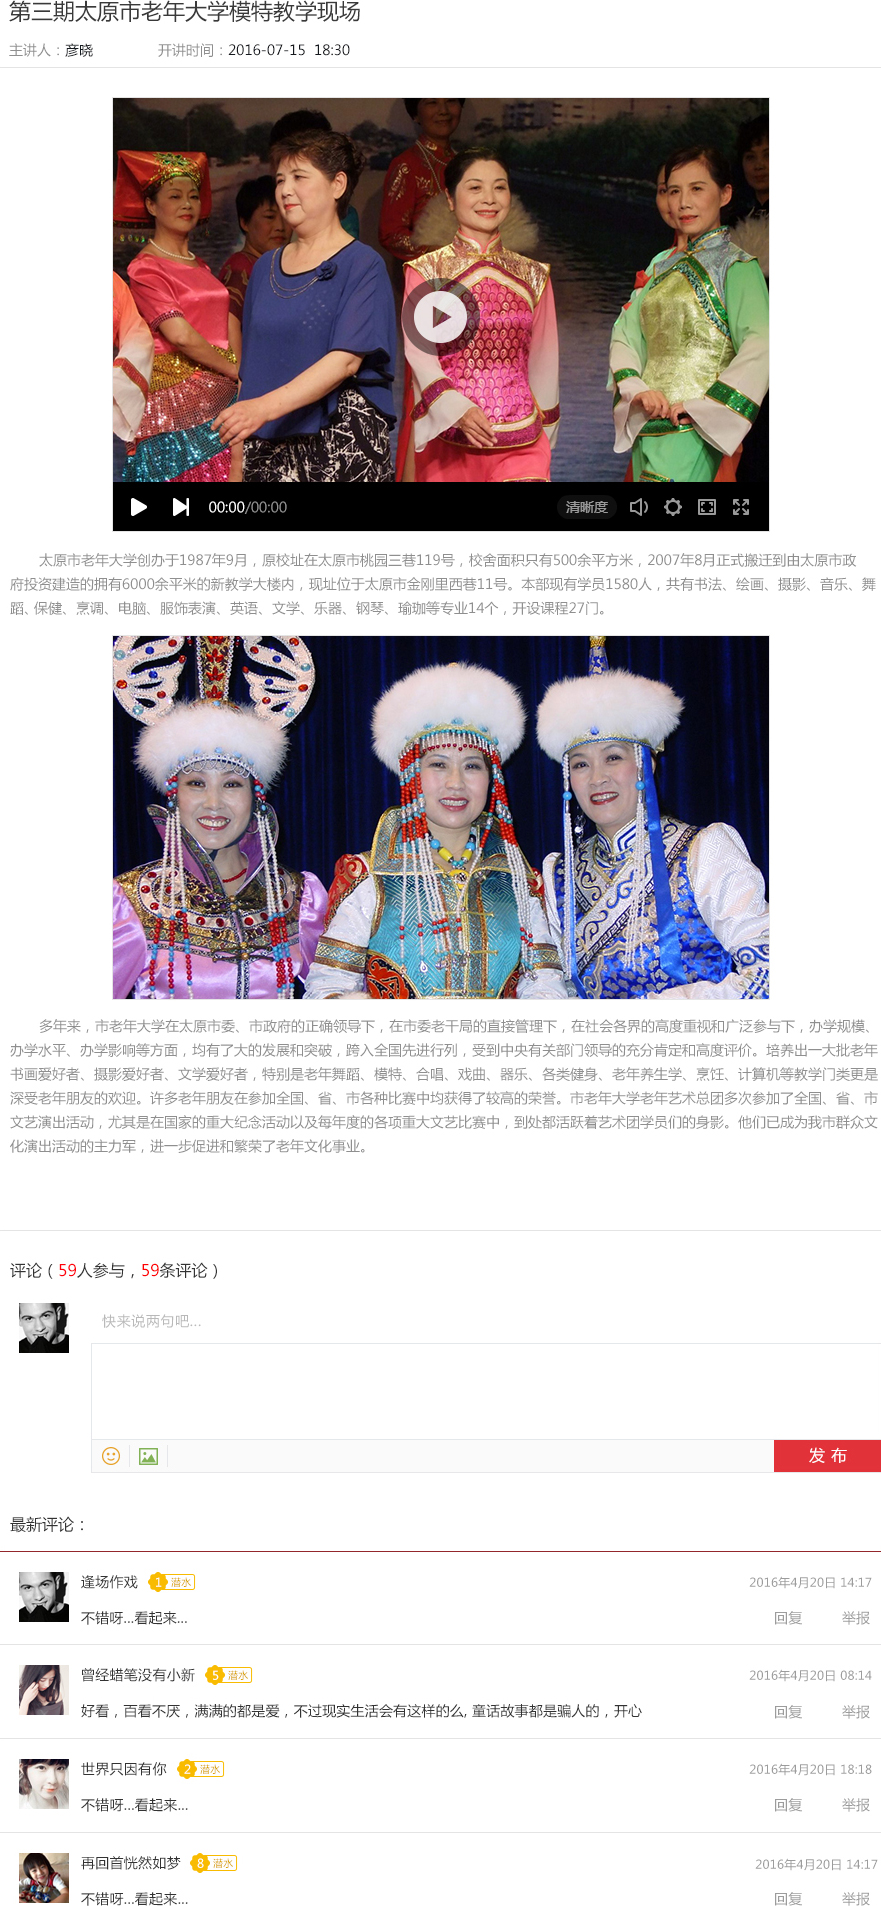 第三期太原市老年大学模特教学现场
主讲人：彦晓 开讲时间：2016-07-15 18:30
00:00/00:00 清晰度
太原市老年大学创办于1987年9月，原校址在太原市桃园三巷119号，校舍面积只有500余平方米，2007年8月正式搬迁到由太原市政
府投资建造的拥有6000余平米的新教学大楼内，现址位于太原市金刚里西巷11号。本部现有学员1580人，共有书法、绘画、摄影、音乐、舞
蹈、保健、烹调、电脑、服饰表演、英语、文学、乐器、钢琴、瑜珈等专业14个，开设课程27门。
多年来，市老年大学在太原市委、市政府的正确领导下，在市委老干局的直接管理下，在社会各界的高度重视和广泛参与下，办学规模、
办学水平、办学影响等方面，均有了大的发展和突破，跨入全国先进行列，受到中央有关部门领导的充分肯定和高度评价。培养出一大批老年
书画爱好者、摄影爱好者、文学爱好者，特别是老年舞蹈、模特、合唱、戏曲、器乐、各类健身、老年养生学、烹饪、计算机等教学门类更是
深受老年朋友的欢迎。许多老年朋友在参加全国、省、市各种比赛中均获得了较高的荣誉。市老年大学老年艺术总团多次参加了全国、省、市
文艺演出活动，尤其是在国家的重大纪念活动以及每年度的各项重大文艺比赛中，到处都活跃着艺术团学员们的身影。他们已成为我市群众文
化演出活动的主力军，进一步促进和繁荣了老年文化事业。
评论（59人参与，59条评论）
快来说两句吧...
发 布
最新评论：
逢场作戏 1 潜水 2016年4月20日 14:17
不错呀...看起来... 回复 举报
曾经蜡笔没有小新 5 潜水 2016年4月20日 08:14
好看，百看不厌，满满的都是爱，不过现实生活会有这样的么, 童话故事都是骗人的，开心 回复 举报
世界只因有你 2 潜水 2016年4月20日 18:18
不错呀...看起来... 回复 举报
再回首恍然如梦 8 潜水 2016年4月20日 14:17
不错呀...看起来... 回复 举报